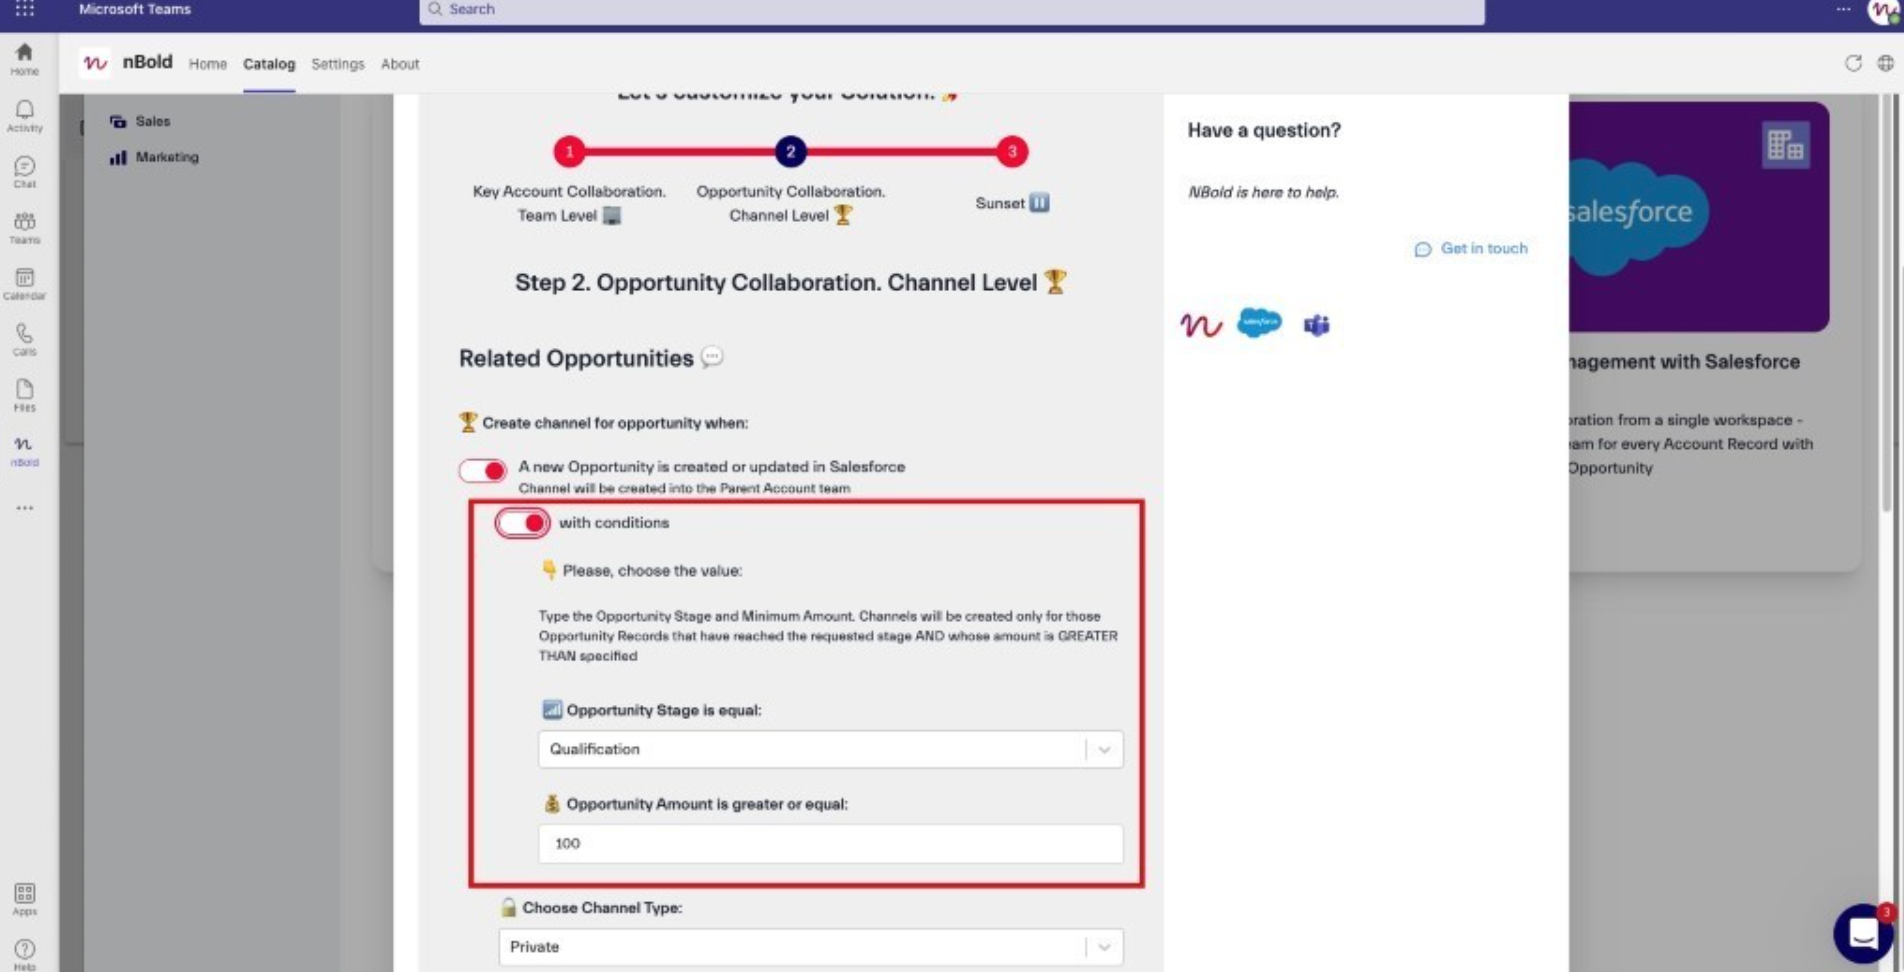 Microsoft Teams
Search
Home
Activity
Chat
Teams
Calendar
Calls
Files
nBold
Apps
Help
nBold Home Catalog Settings About
Sales
Marketing
Let's customize your Solution.
1 2 3
Key Account Collaboration.
Team Level
Opportunity Collaboration.
Channel Level
Sunset
Step 2. Opportunity Collaboration. Channel Level
Related Opportunities
Create channel for opportunity when:
A new Opportunity is created or updated in Salesforce
Channel will be created into the Parent Account team
with conditions
Please, choose the value:
Type the Opportunity Stage and Minimum Amount. Channels will be created only for those
Opportunity Records that have reached the requested stage AND whose amount is GREATER
THAN specified
Opportunity Stage is equal:
Qualification
Opportunity Amount is greater or equal:
100
Choose Channel Type:
Private
Have a question?
NBold is here to help.
Get in touch
salesforce
salesforce
nagement with Salesforce
oration from a single workspace -
eam for every Account Record with
Opportunity
3